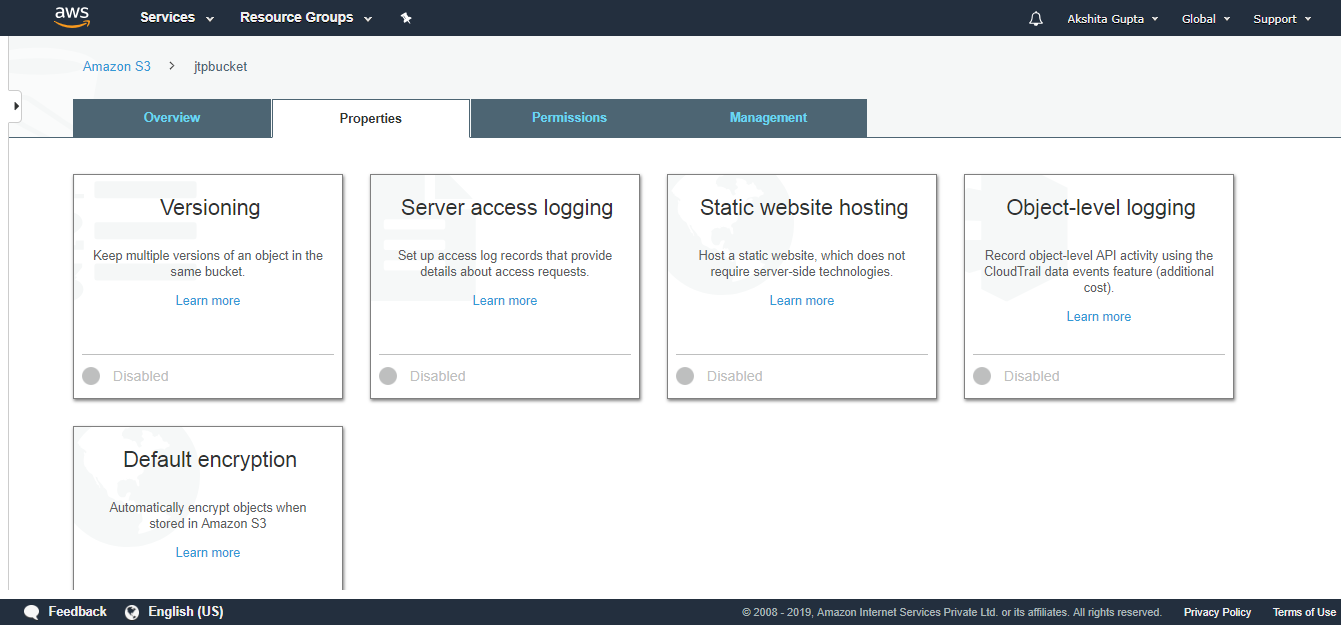 aws Services Resource Groups Akshita Gupta Global Support
Amazon S3 > jtpbucket
Overview Properties Permissions Management
Versioning
Keep multiple versions of an object in the
same bucket.
Learn more
Disabled
Server access logging
Set up access log records that provide
details about access requests.
Learn more
Disabled
Static website hosting
Host a static website, which does not
require server-side technologies.
Learn more
Disabled
Object-level logging
Record object-level API activity using the
CloudTrail data events feature (additional
cost).
Learn more
Disabled
Default encryption
Automatically encrypt objects when
stored in Amazon S3
Learn more
Feedback English (US) © 2008 - 2019, Amazon Internet Services Private Ltd. or its affiliates. All rights reserved. Privacy Policy Terms of Use